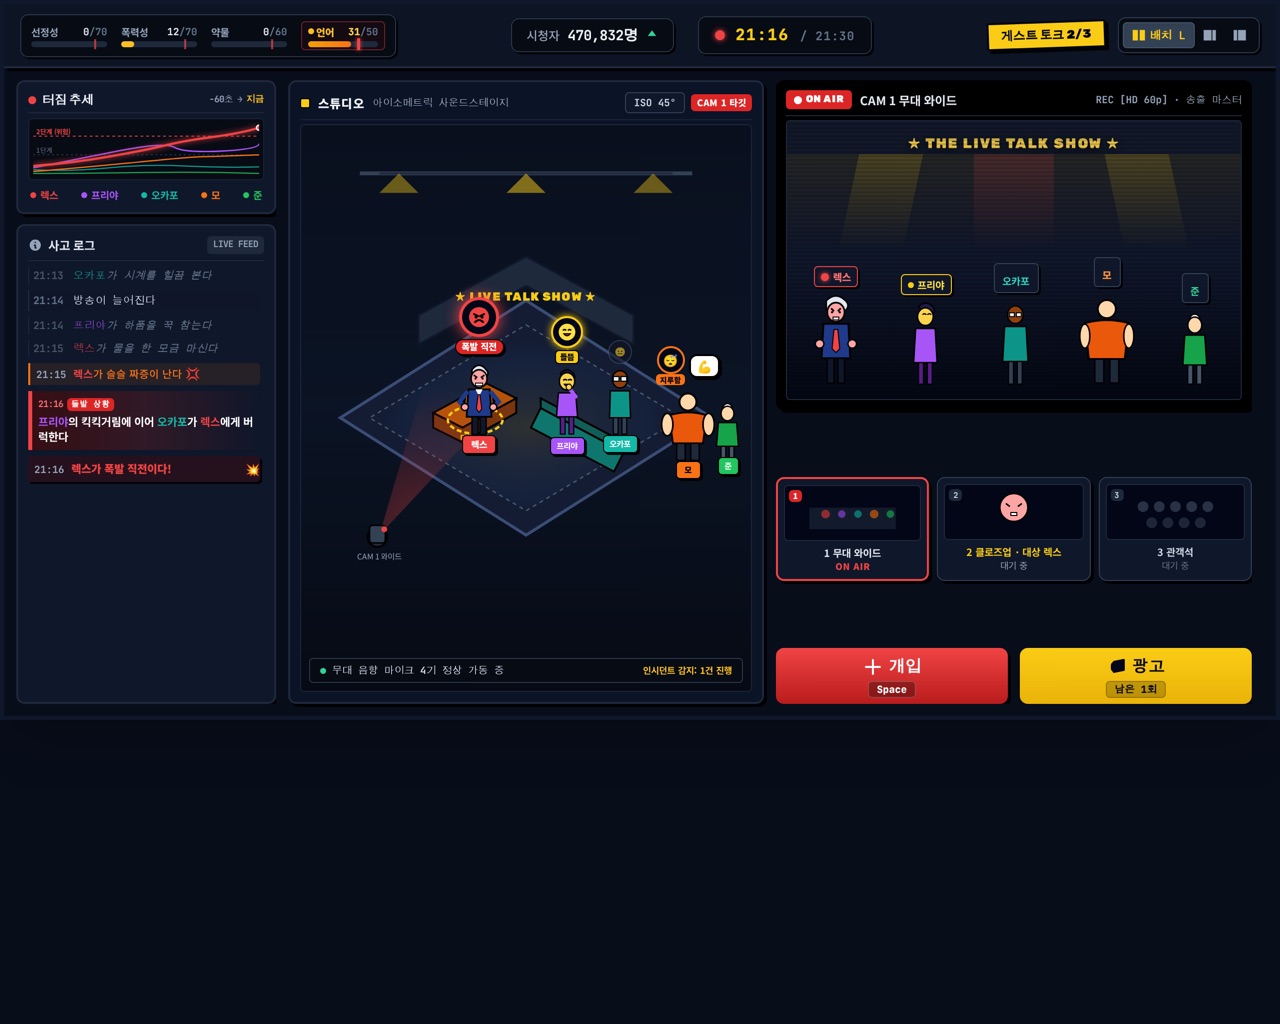 선정성 0/70
폭력성 12/70
약물 0/60
언어 31/50
시청자 470,832명
21:16 / 21:30
게스트 토크 2/3
배치 L
터짐 추세
-60초 → 지금
2단계 (위험)
1단계
렉스 프리야 오카포 모 준
사고 로그
LIVE FEED
21:13 오카포가 시계를 힐끔 본다
21:14 방송이 늘어진다
21:14 프리야가 하품을 꾹 참는다
21:15 렉스가 물을 한 모금 마신다
21:15 렉스가 슬슬 짜증이 난다
21:16 돌발 상황
프리야의 킥킥거림에 이어 오카포가 렉스에게 버
럭한다
21:16 렉스가 폭발 직전이다!
스튜디오 아이소메트릭 사운드스테이지
ISO 45°
CAM 1 타깃
★ LIVE TALK SHOW ★
폭발 직전
들뜸
지루함
렉스
프리야
오카포
모
준
CAM 1 와이드
무대 음향 마이크 4기 정상 가동 중
인시던트 감지: 1건 진행
ON AIR
CAM 1 무대 와이드
REC [HD 60p] · 송출 마스터
★ THE LIVE TALK SHOW ★
렉스
프리야
오카포
모
준
1
1 무대 와이드
ON AIR
2
2 클로즈업 · 대상 렉스
대기 중
3
3 관객석
대기 중
개입
Space
광고
남은 1회